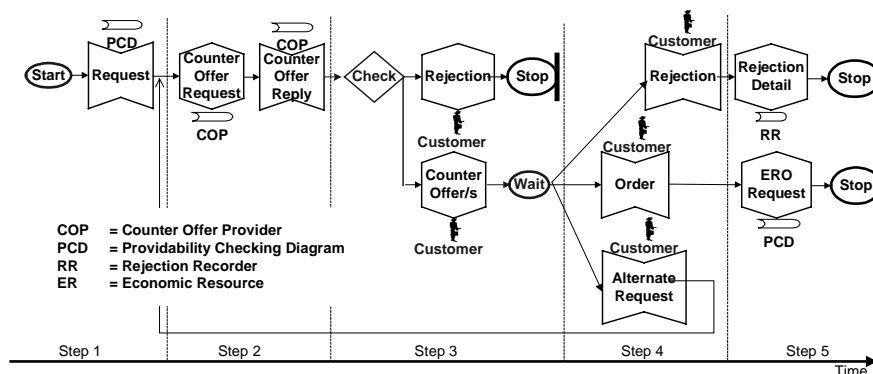 PCD
Start
Request
Counter
Offer
Request
COP
COP
Counter
Offer
Reply
Check
Rejection
Customer
Stop
Counter
Offer/s
Customer
Wait
Customer
Rejection
Customer
Order
Customer
Alternate
Request
Rejection
Detail
RR
Stop
ERO
Request
PCD
Stop
COP = Counter Offer Provider
PCD = Providability Checking Diagram
RR = Rejection Recorder
ER = Economic Resource
Step 1
Step 2
Step 3
Step 4
Step 5
Time